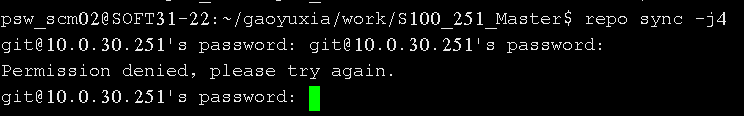 psw_scm02@SOFT31-22:~/gaoyuxia/work/S100_251_Master$ repo sync -j4
git@10.0.30.251's password: git@10.0.30.251's password:
Permission denied, please try again.
git@10.0.30.251's password: